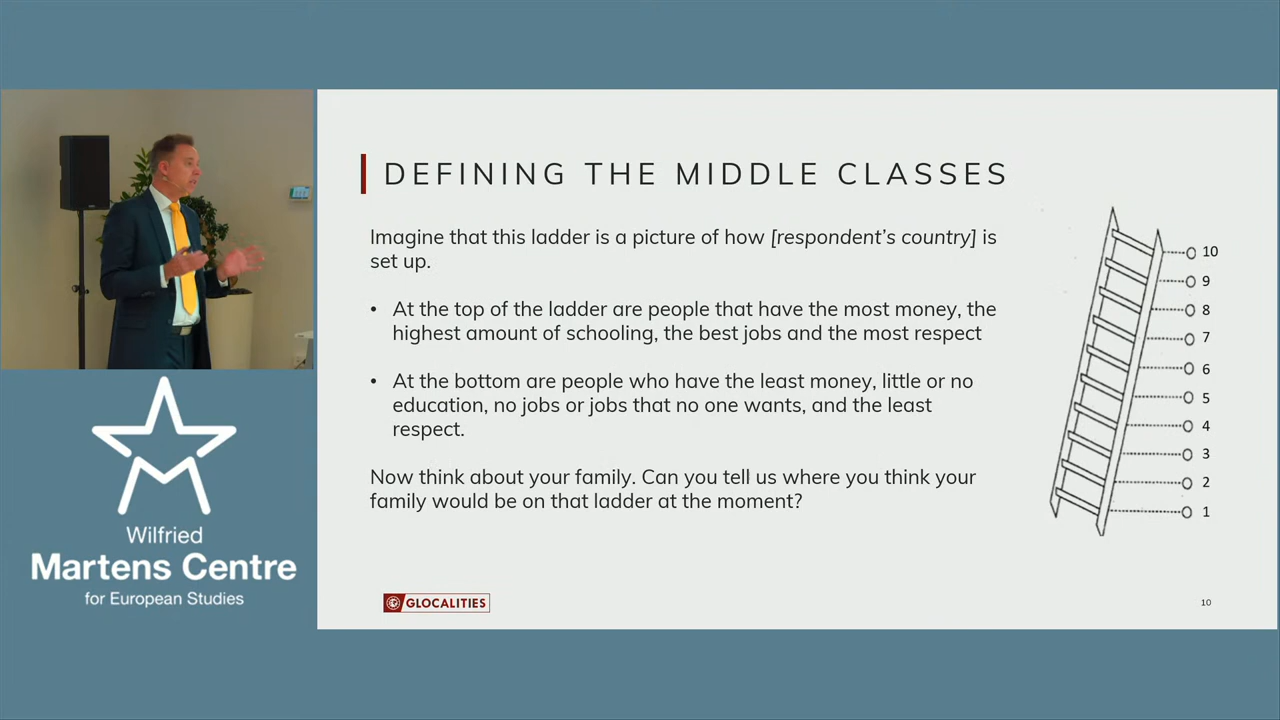 DEFINING THE MIDDLE CLASSES
Imagine that this ladder is a picture of how [respondent's country] is
set up.
• At the top of the ladder are people that have the most money, the
highest amount of schooling, the best jobs and the most respect
• At the bottom are people who have the least money, little or no
education, no jobs or jobs that no one wants, and the least
respect.
Now think about your family. Can you tell us where you think your
family would be on that ladder at the moment?
10
9
8
7
6
5
4
3
2
1
GLOCALITIES
10
Wilfried
Martens Centre
for European Studies